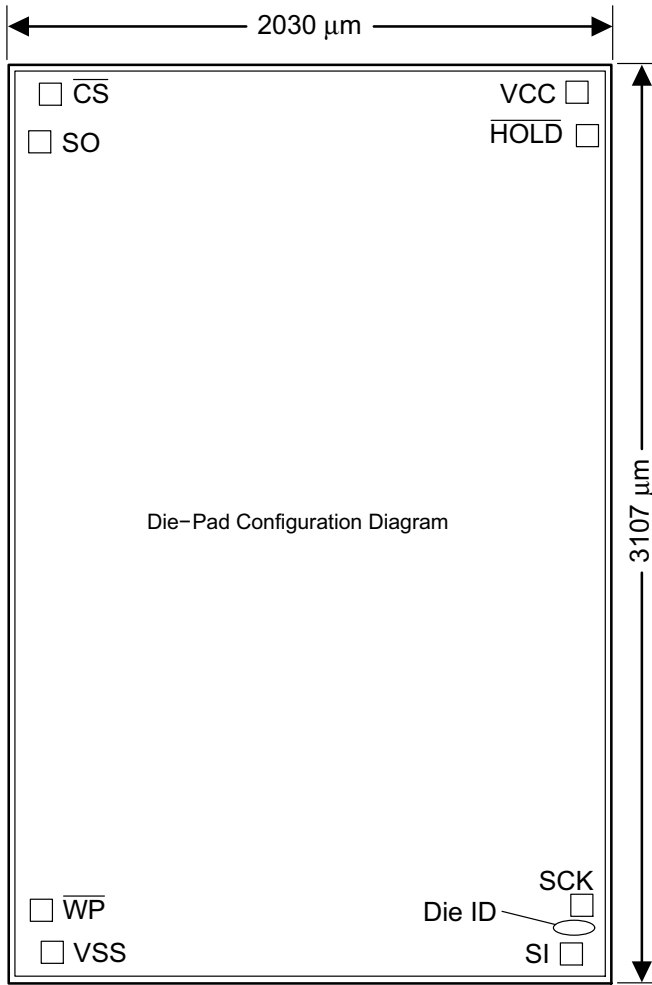 2030 μm
CS VCC
SO HOLD
3107 μm
Die−Pad Configuration Diagram
SCK
WP Die ID
VSS SI